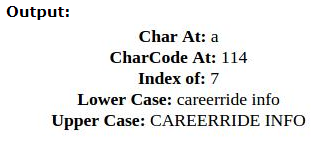 Output:
Char At: a
CharCode At: 114
Index of: 7
Lower Case: careerride info
Upper Case: CAREERRIDE INFO